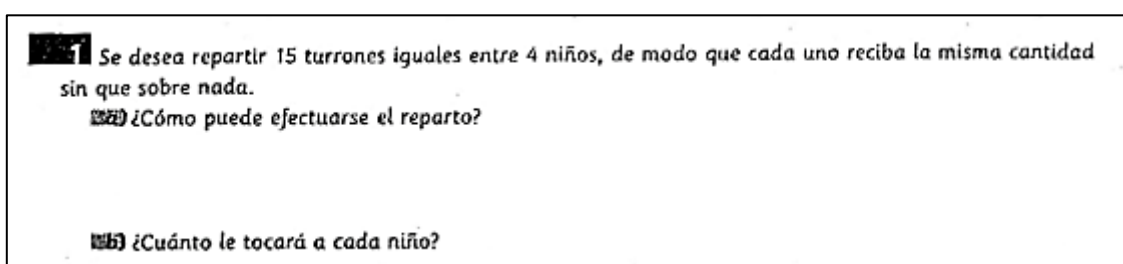 1 Se desea repartir 15 turrones iguales entre 4 niños, de modo que cada uno reciba la misma cantidad
sin que sobre nada.
a) ¿Cómo puede efectuarse el reparto?
b) ¿Cuánto le tocará a cada niño?